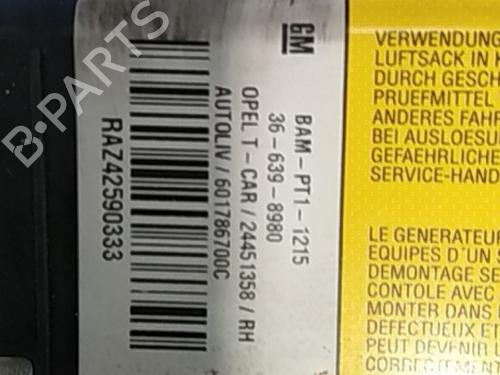 GM
BAM-PT1-1215
36-639-8980
OPEL T-CAR/24451358/RH
AUTOLIV/601786700C
RAZ42590333
VERWENDUNG
LUFTSACK IN K
DURCH GESCH
PRUEFMITTEL
ANDERES FAHR
BEI AUSLOESU
GEFAEHRLICHE
SERVICE-HAND
LE GENERATEUR
EQUIPES D'UN S
DEMONTAGE SE
CONTOLE AVEC
MONTER DANS
DEFECTUEUX ET
PEUT DEVENIR
CORRECTEMEN
B-PARTS